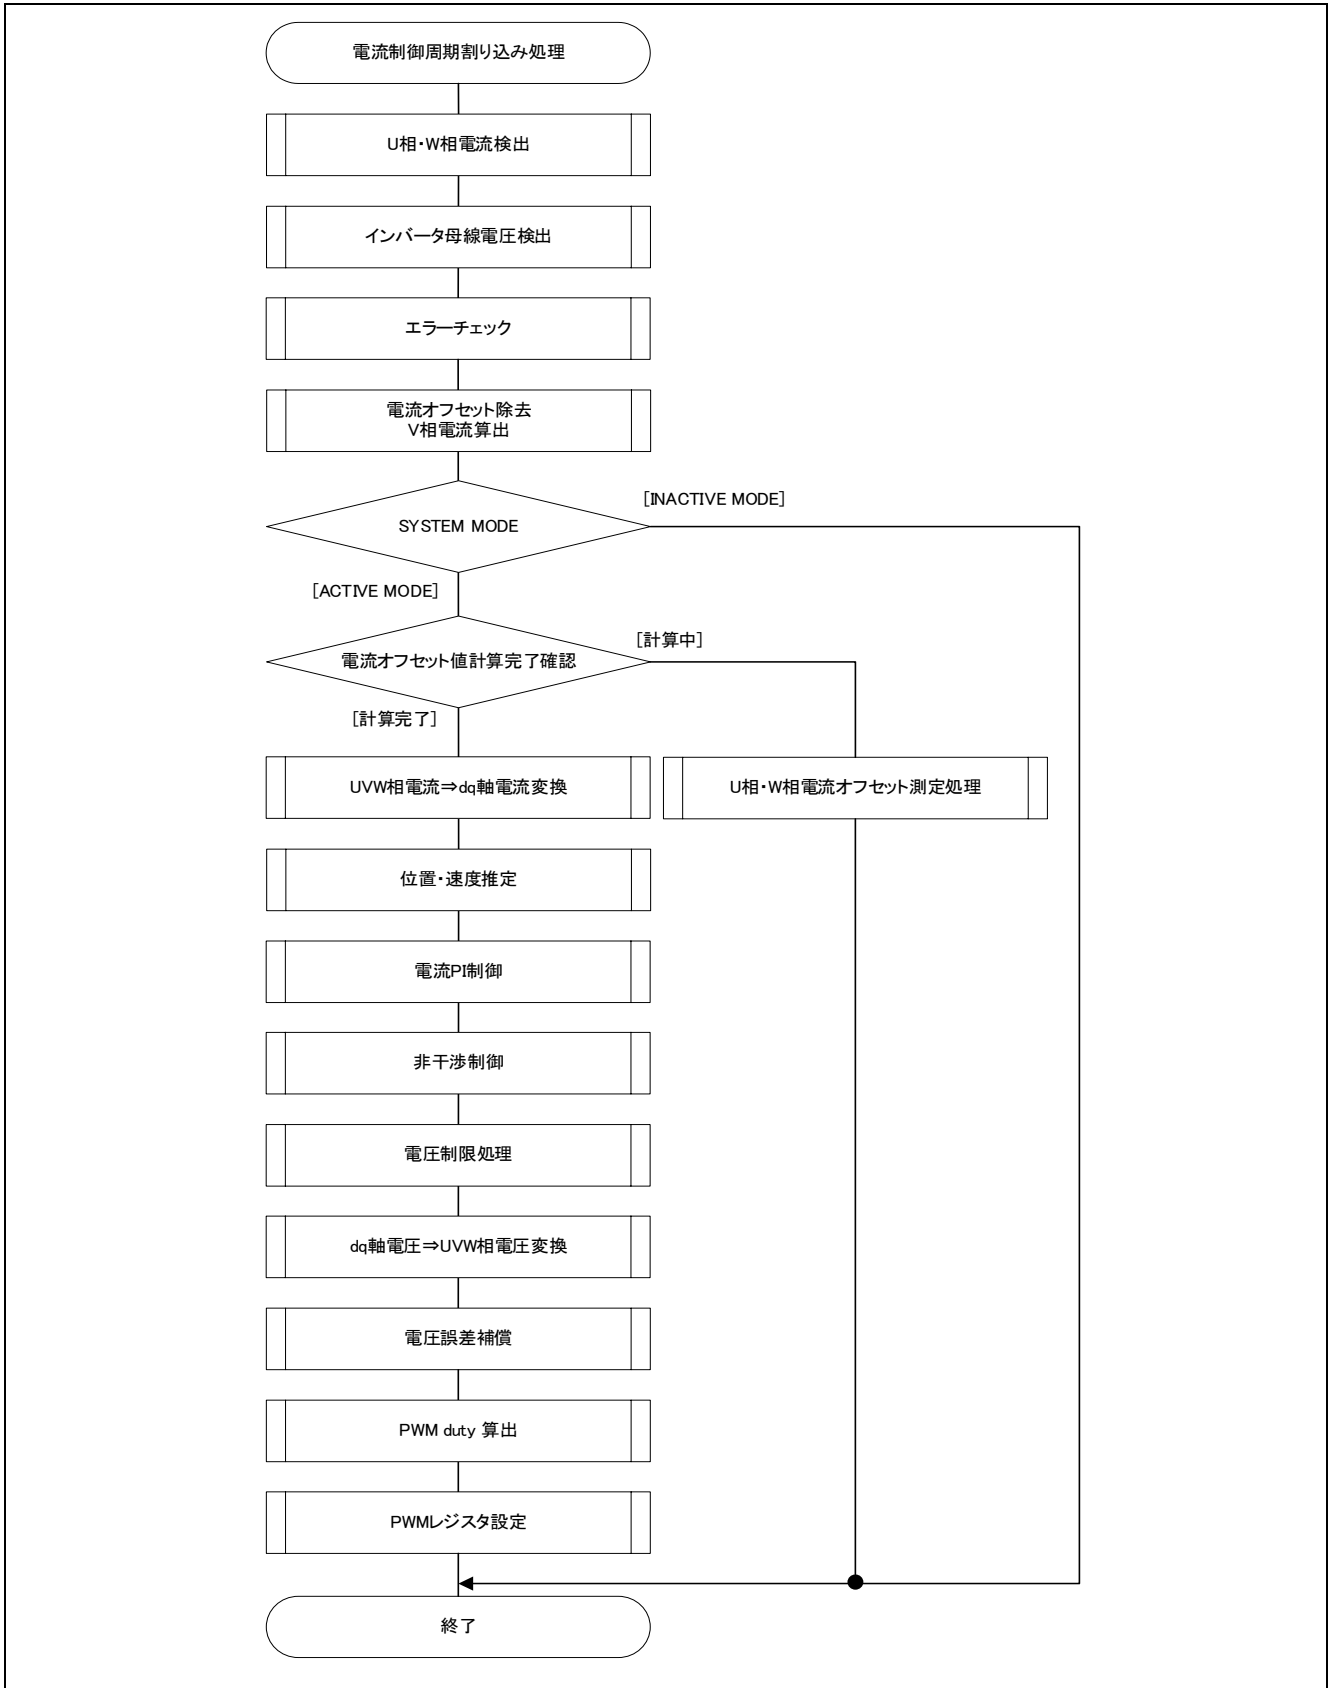 電流制御周期割り込み処理
U相・W相電流検出
インバータ母線電圧検出
エラーチェック
電流オフセット除去
V相電流算出
[INACTIVE MODE]
SYSTEM MODE
[ACTIVE MODE]
[計算中]
電流オフセット値計算完了確認
[計算完了]
UVW相電流⇒dq軸電流変換
U相・W相電流オフセット測定処理
位置・速度推定
電流PI制御
非干渉制御
電圧制限処理
dq軸電圧⇒UVW相電圧変換
電圧誤差補償
PWM duty 算出
PWMレジスタ設定
終了